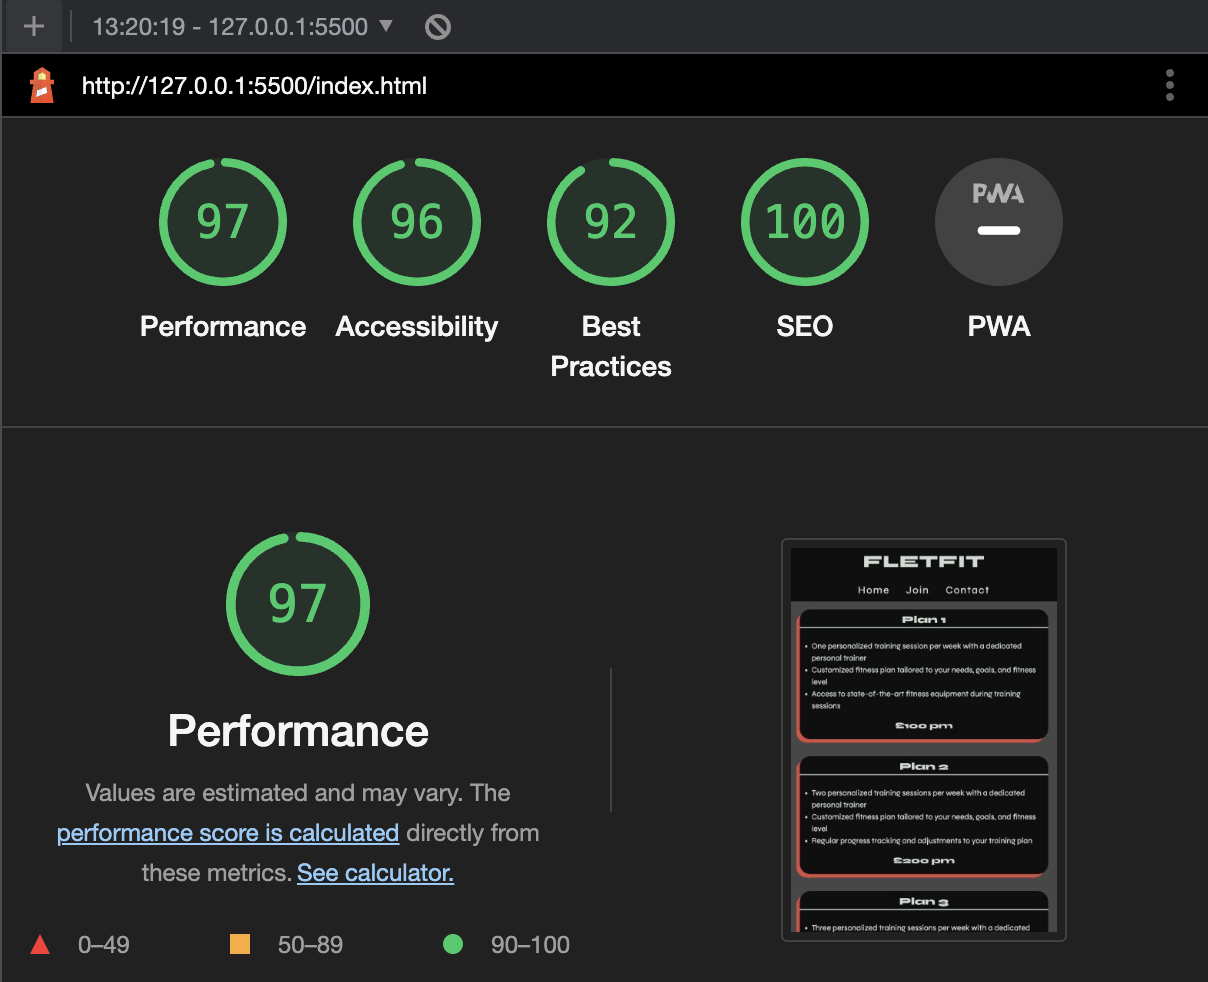 13:20:19 - 127.0.0.1:5500
http://127.0.0.1:5500/index.html
97
96
92
100
PWA
Performance
Accessibility
Best
Practices
SEO
PWA
97
Performance
Values are estimated and may vary. The
performance score is calculated directly from
these metrics. See calculator.
0–49
50–89
90–100
FLETFIT
Home Join Contact
Plan 1
• One personalized training session per week with a dedicated
personal trainer
• Customized fitness plan tailored to your needs, goals, and fitness
level
• Access to state-of-the-art fitness equipment during training
sessions
£100 pm
Plan 2
• Two personalized training sessions per week with a dedicated
personal trainer
• Customized fitness plan tailored to your needs, goals, and fitness
level
• Regular progress tracking and adjustments to your training plan
£200 pm
Plan 3
• Three personalized training sessions per week with a dedicated